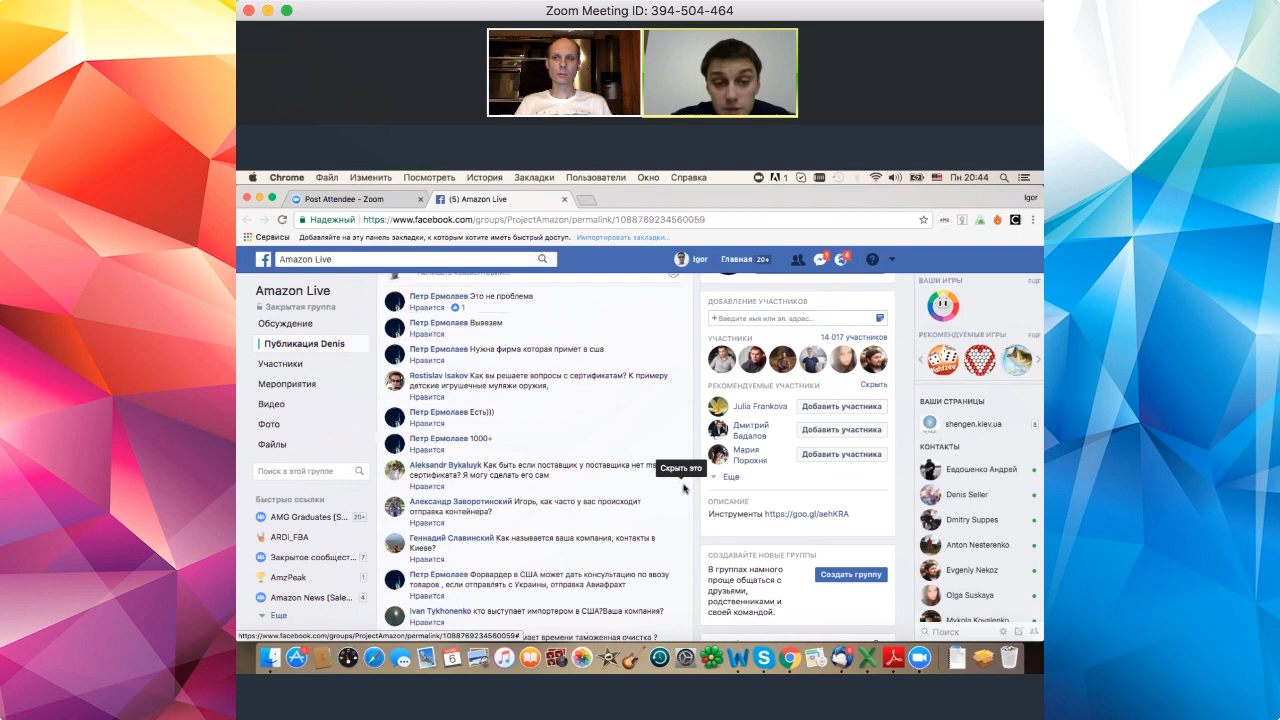 Zoom Meeting ID: 394-504-464
Chrome Файл Изменить Посмотреть История Закладки Пользователи Окно Справка 1 Пн 20:44
Post Attendee - Zoom
(5) Amazon Live
Igor
Надежный https://www.facebook.com/groups/ProjectAmazon/permalink/1088769234560059
Сервисы Добавляйте на эту панель закладки, к которым хотите иметь быстрый доступ. Импортировать закладки...
Amazon Live
Igor Главная 20+
Amazon Live
Закрытая группа
Обсуждение
Публикация Denis
Участники
Мероприятия
Видео
Фото
Файлы
Поиск в этой группе
Быстрые ссылки
AMG Graduates [S... 20+
ARDI_FBA
Закрытое сообщест... 7
AmzPeak 1
Amazon News [Sale... 4
Еще
Петр Ермолаев Это не проблема
Нравится · 1
Петр Ермолаев Вывезем
Нравится
Петр Ермолаев Нужна фирма которая примет в сша
Нравится
Rostislav Isakov Как вы решаете вопросы с сертификатам? К примеру
детские игрушечные муляжи оружия,
Нравится
Петр Ермолаев Есть)))
Нравится
Петр Ермолаев 1000+
Нравится
Aleksandr Bykaluyk Как быть если поставщик у поставщика нет
сертификата? Я могу сделать его сам
Нравится
Скрыть это
Александр Заворотинский Игорь, как часто у вас происходит
отправка контейнера?
Нравится
Геннадий Славинский Как называется ваша компания, контакты в
Киеве?
Нравится
Петр Ермолаев Форвардер в США может дать консультацию по ввозу
товаров , если отправлять с Украины, отправка Авиафрахт
Нравится
Ivan Tykhonenko кто выступает импортером в США?Ваша компания?
Нравится
https://www.facebook.com/groups/ProjectAmazon/permalink/1088769234560059#
мает времени таможенная очистка ?
ДОБАВЛЕНИЕ УЧАСТНИКОВ
+ Введите имя или эл. адрес...
УЧАСТНИКИ 14 017 участников
РЕКОМЕНДУЕМЫЕ УЧАСТНИКИ Скрыть
Julia Frankova Добавить участника
Дмитрий
Бадалов
Добавить участника
Мария
Порохня
Добавить участника
Еще
ОПИСАНИЕ
Инструменты https://goo.gl/aehKRA
СОЗДАВАЙТЕ НОВЫЕ ГРУППЫ
В группах намного
проще общаться с
друзьями,
родственниками и
своей командой.
Создать группу
ВАШИ ИГРЫ ЕЩЕ
РЕКОМЕНДУЕМЫЕ ИГРЫ ЕЩЕ
ВАШИ СТРАНИЦЫ
shengen.kiev.ua 8
КОНТАКТЫ
Евдошенко Андрей
Denis Seller
Dmitry Suppes
Anton Nesterenko
Evgeniy Nekoz
Olga Suskaya
Mykola Kovalenko
Поиск